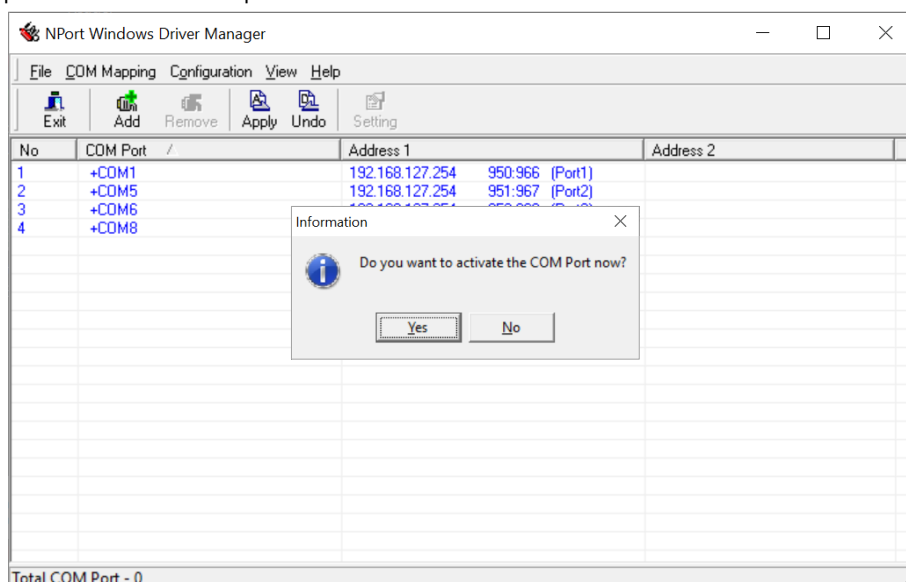 NPort Windows Driver Manager
File COM Mapping Configuration View Help
Exit Add Remove Apply Undo Setting
No COM Port / Address 1 Address 2
1 +COM1 192.168.127.254 950:966 (Port1)
2 +COM5 192.168.127.254 951:967 (Port2)
3 +COM6
4 +COM8
Information
Do you want to activate the COM Port now?
Yes No
Total COM Port - 0